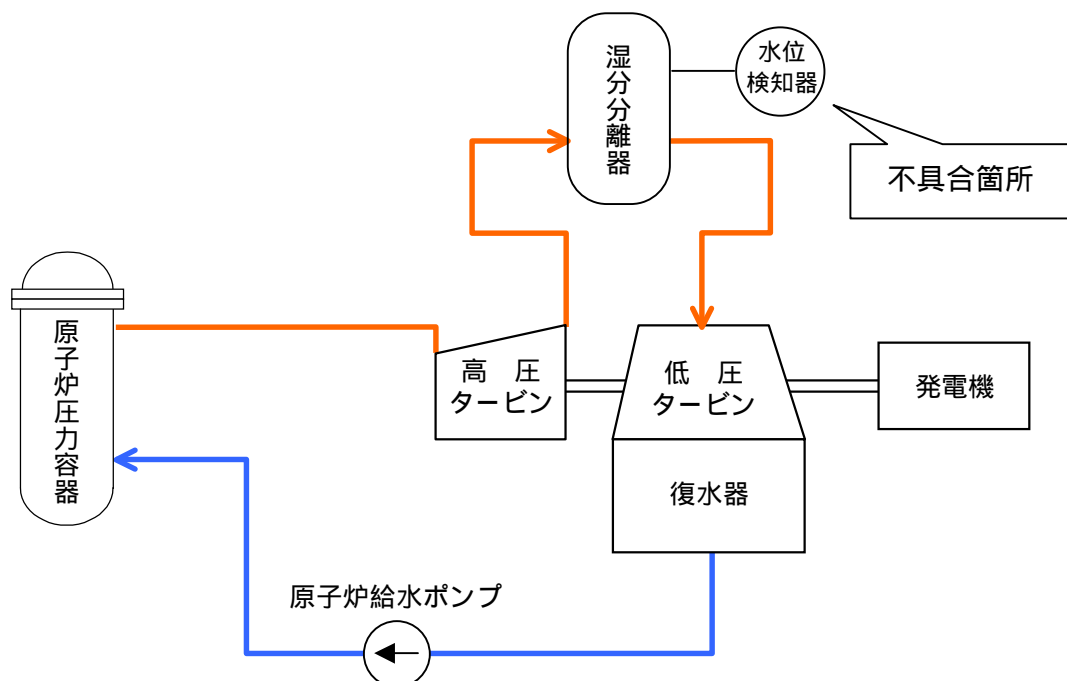 湿分分離器
水位
検知器
不具合箇所
原子炉圧力容器
高 圧
タービン
低 圧
タービン
発電機
復水器
原子炉給水ポンプ